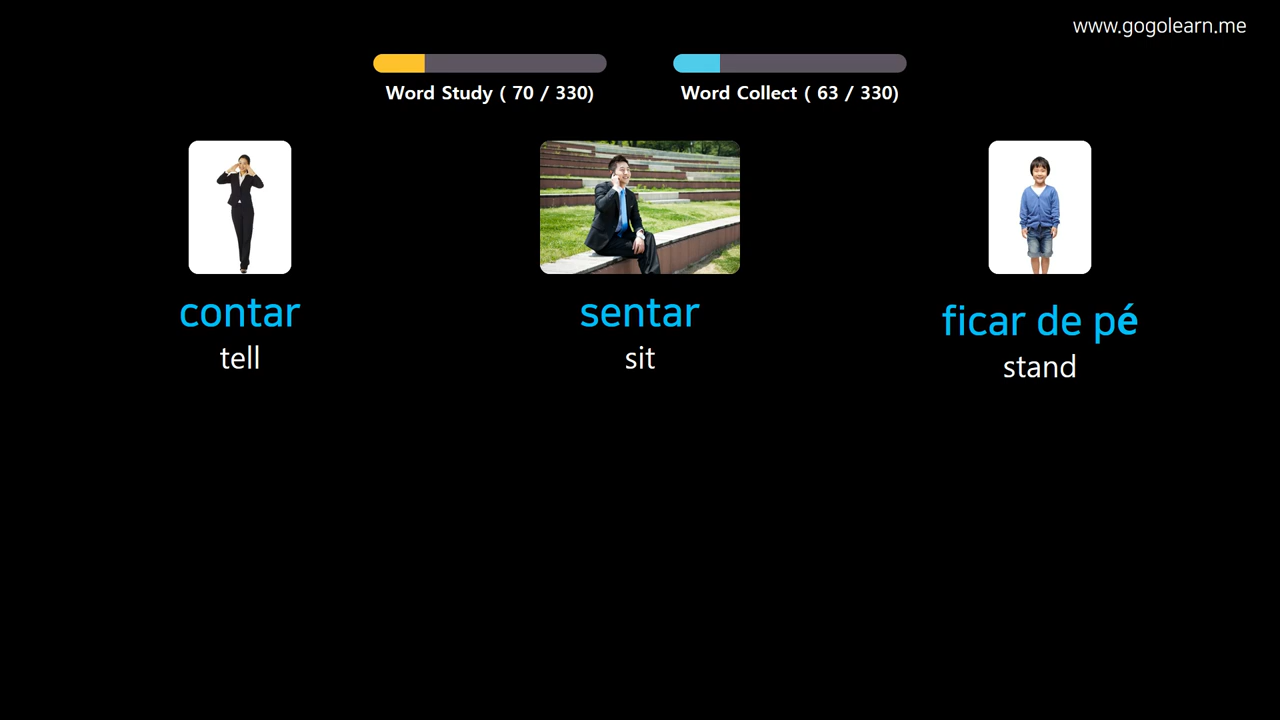 www.gogolearn.me
Word Study ( 70 / 330)
Word Collect ( 63 / 330)
contar
tell
sentar
sit
ficar de pé
stand